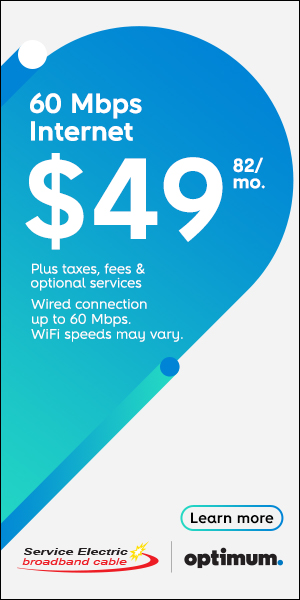 60 Mbps
Internet
$49 82/
mo.
Plus taxes, fees &
optional services
Wired connection
up to 60 Mbps.
WiFi speeds may vary.
Learn more
Service Electric
broadband cable
optimum.